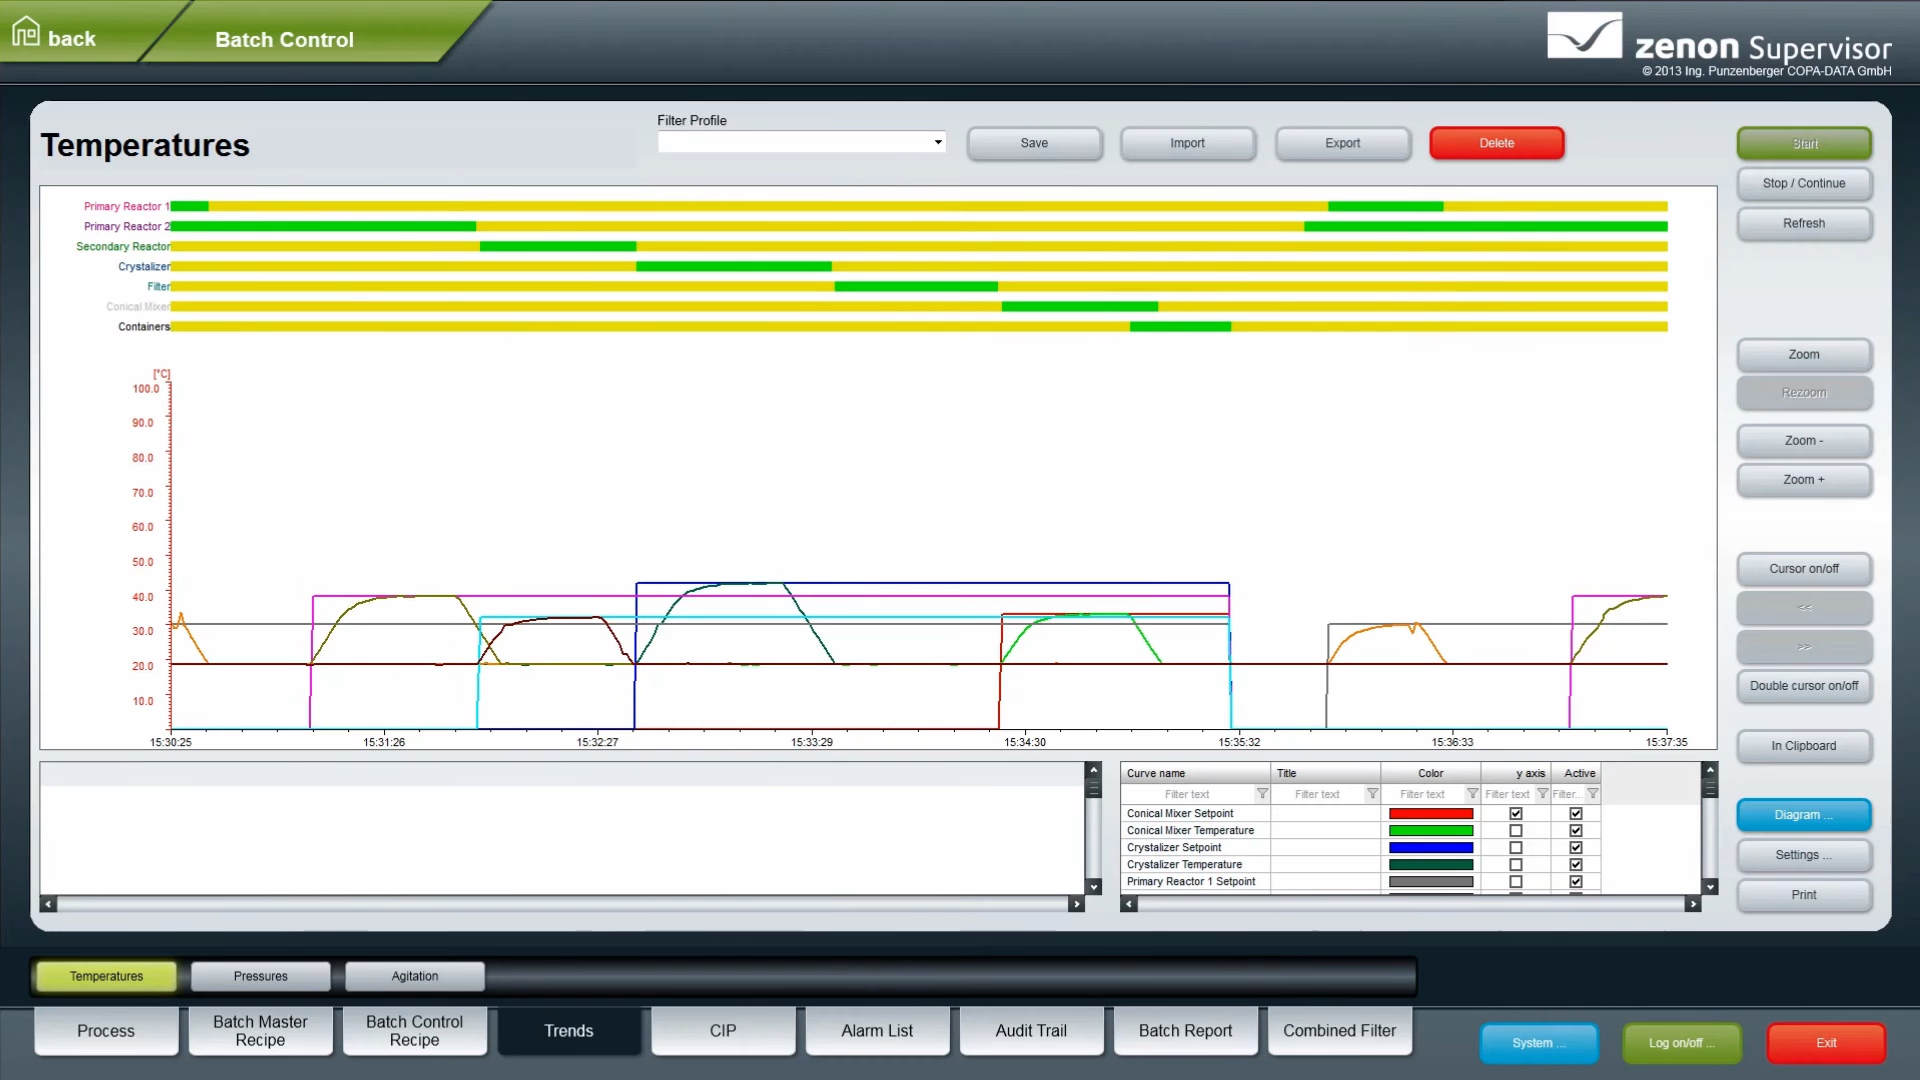 back
Batch Control
zenon Supervisor
© 2013 Ing. Punzenberger COPA-DATA GmbH
Temperatures
Filter Profile
Save
Import
Export
Delete
Start
Stop / Continue
Refresh
Primary Reactor 1
Primary Reactor 2
Secondary Reactor
Crystalizer
Filter
Conical Mixer
Containers
[°C]
100.0
90.0
80.0
70.0
60.0
50.0
40.0
30.0
20.0
10.0
15:30:25
15:31:26
15:32:27
15:33:29
15:34:30
15:35:32
15:36:33
15:37:35
Zoom
Rezoom
Zoom -
Zoom +
Cursor on/off
<<
>>
Double cursor on/off
In Clipboard
Diagram ...
Settings ...
Print
Curve name Title Color y axis Active
Filter text Filter text Filter text Filter text Filter...
Conical Mixer Setpoint
Conical Mixer Temperature
Crystalizer Setpoint
Crystalizer Temperature
Primary Reactor 1 Setpoint
Temperatures
Pressures
Agitation
Process
Batch Master
Recipe
Batch Control
Recipe
Trends
CIP
Alarm List
Audit Trail
Batch Report
Combined Filter
System ...
Log on/off ...
Exit